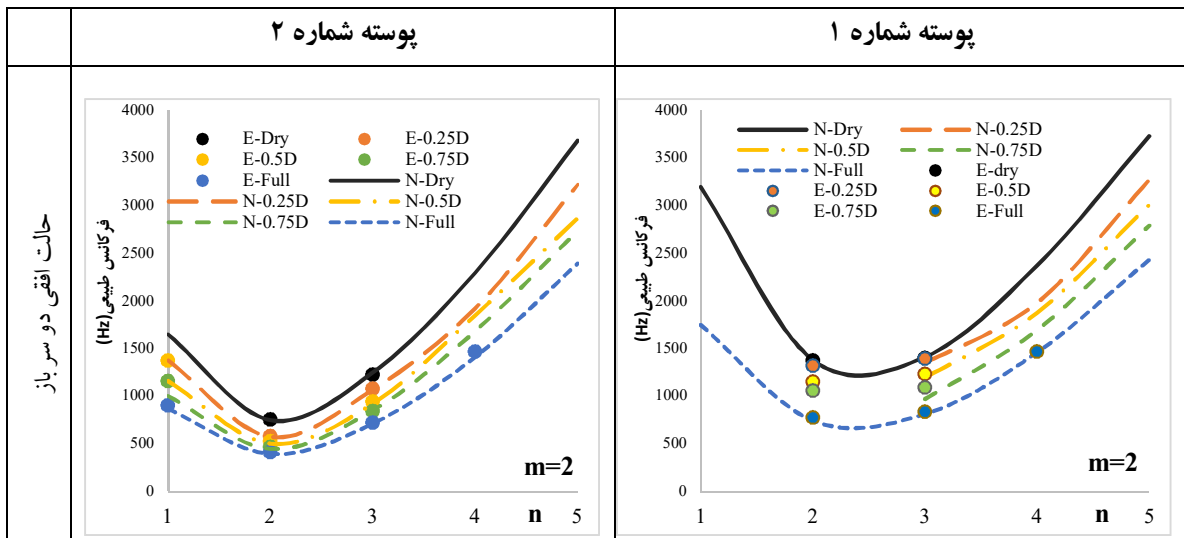 پوسته شماره ۱
پوسته شماره ۲
حالت افقی دو سر باز
فرکانس طبیعی(Hz)
4000
3500
3000
2500
2000
1500
1000
500
0
N-Dry N-0.25D
N-0.5D N-0.75D
N-Full E-dry
E-0.25D E-0.5D
E-0.75D E-Full
m=2
1 2 3 4 n 5
فرکانس طبیعی(Hz)
4000
3500
3000
2500
2000
1500
1000
500
0
E-Dry E-0.25D
E-0.5D E-0.75D
E-Full N-Dry
N-0.25D N-0.5D
N-0.75D N-Full
m=2
1 2 3 4 n 5